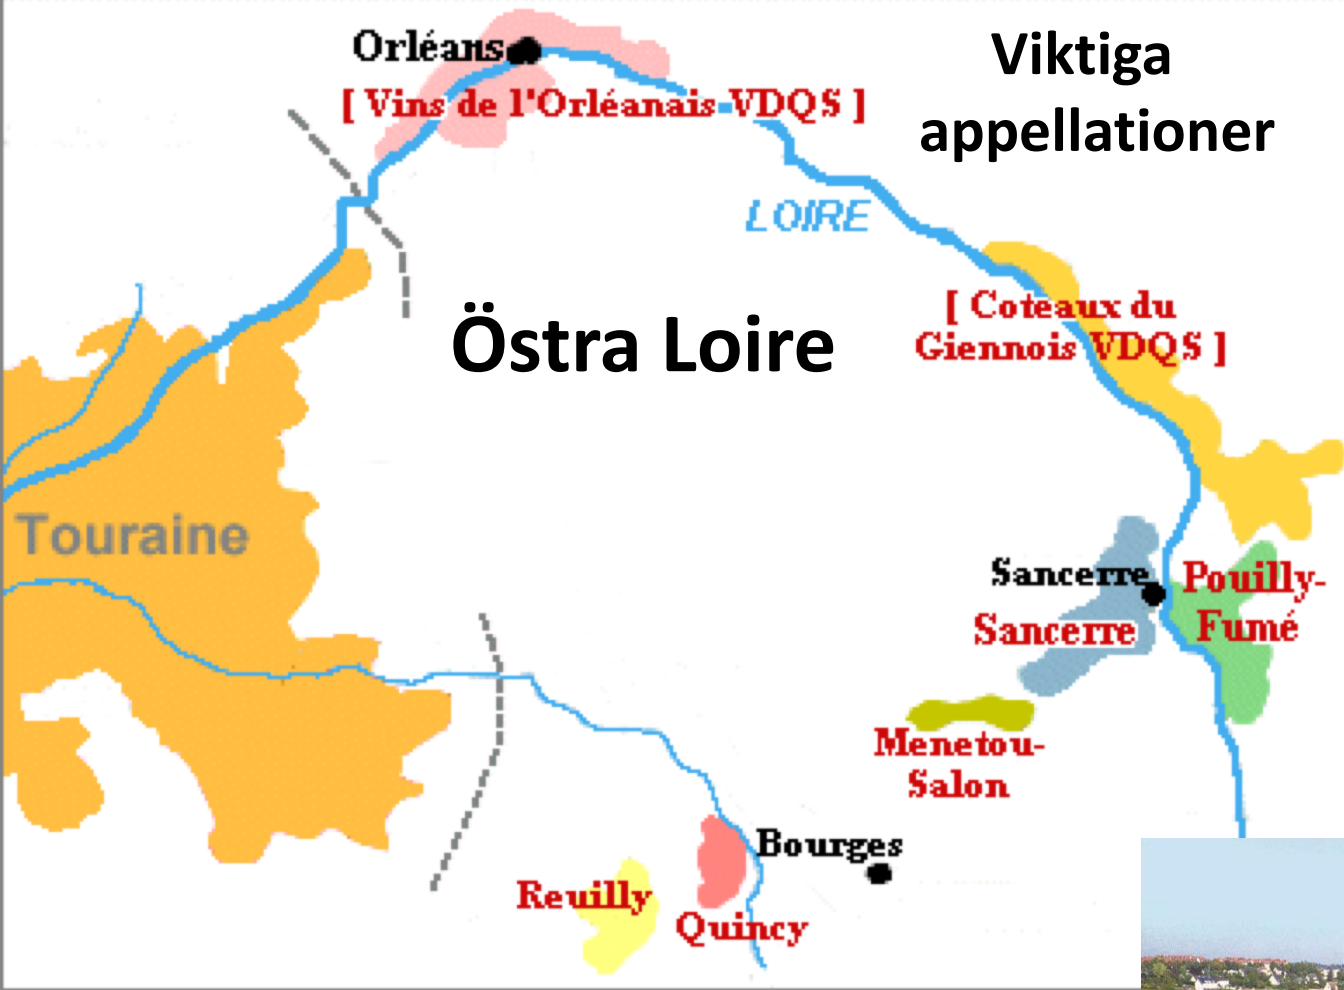 Viktiga
appellationer
Orléans
[ Vins de l'Orléanais VDQS ]
LOIRE
[ Coteaux du
Giennois VDQS ]
Östra Loire
Touraine
Sancerre
Sancerre
Pouilly-
Fumé
Menetou-
Salon
Bourges
Reuilly
Quincy